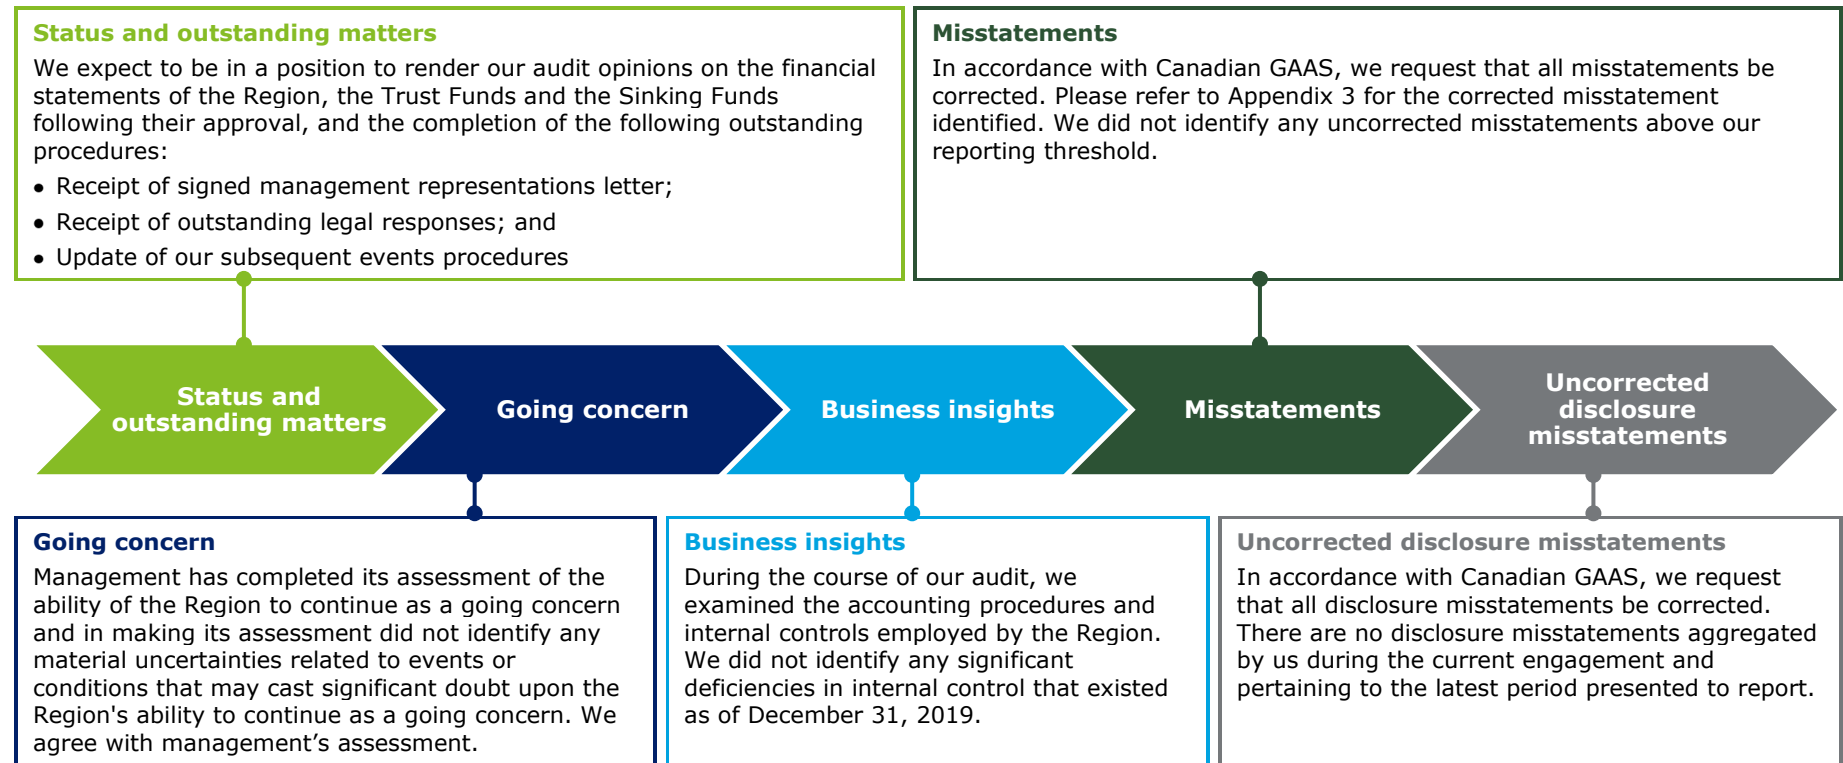 Status and outstanding matters
We expect to be in a position to render our audit opinions on the financial
statements of the Region, the Trust Funds and the Sinking Funds
following their approval, and the completion of the following outstanding
procedures:
• Receipt of signed management representations letter;
• Receipt of outstanding legal responses; and
• Update of our subsequent events procedures
Misstatements
In accordance with Canadian GAAS, we request that all misstatements be
corrected. Please refer to Appendix 3 for the corrected misstatement
identified. We did not identify any uncorrected misstatements above our
reporting threshold.
Status and
outstanding matters
Going concern
Business insights
Misstatements
Uncorrected
disclosure
misstatements
Going concern
Management has completed its assessment of the
ability of the Region to continue as a going concern
and in making its assessment did not identify any
material uncertainties related to events or
conditions that may cast significant doubt upon the
Region's ability to continue as a going concern. We
agree with management’s assessment.
Business insights
During the course of our audit, we
examined the accounting procedures and
internal controls employed by the Region.
We did not identify any significant
deficiencies in internal control that existed
as of December 31, 2019.
Uncorrected disclosure misstatements
In accordance with Canadian GAAS, we request
that all disclosure misstatements be corrected.
There are no disclosure misstatements aggregated
by us during the current engagement and
pertaining to the latest period presented to report.